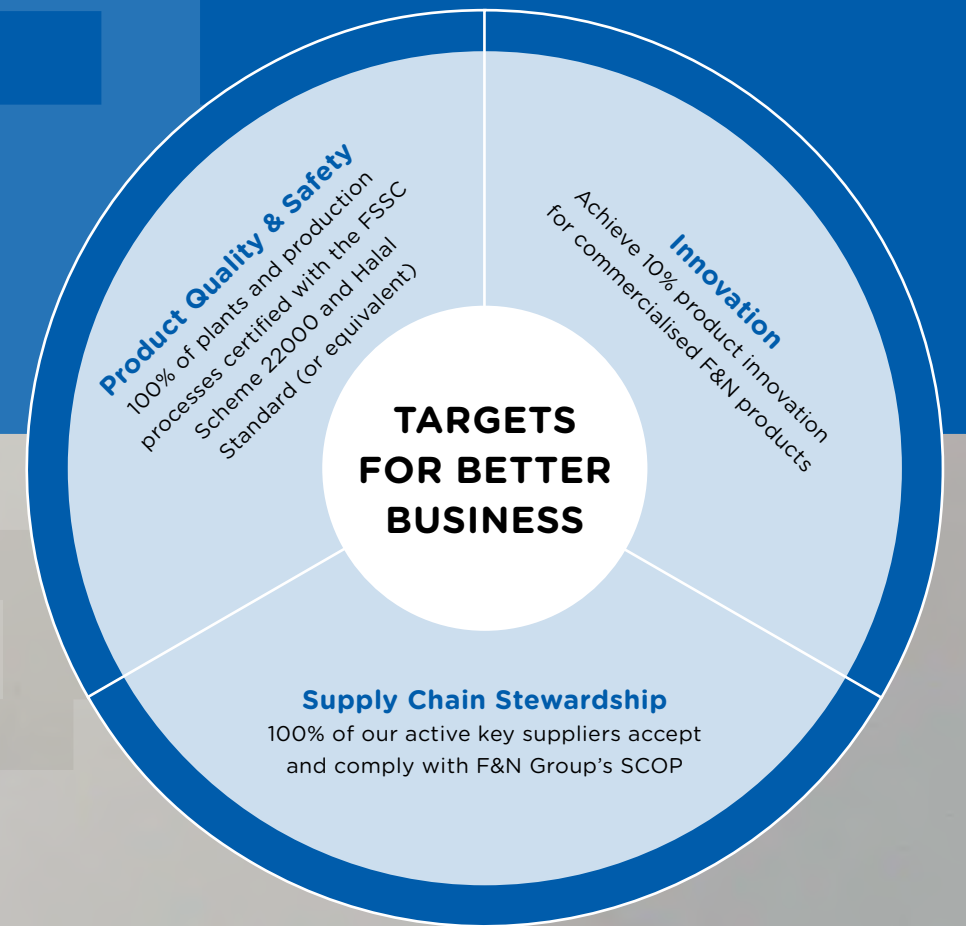 Product Quality & Safety
100% of plants and production
processes certified with the FSSC
Scheme 22000 and Halal
Standard (or equivalent)
Innovation
Achieve 10% product innovation
for commercialised F&N products
TARGETS
FOR BETTER
BUSINESS
Supply Chain Stewardship
100% of our active key suppliers accept
and comply with F&N Group's SCOP